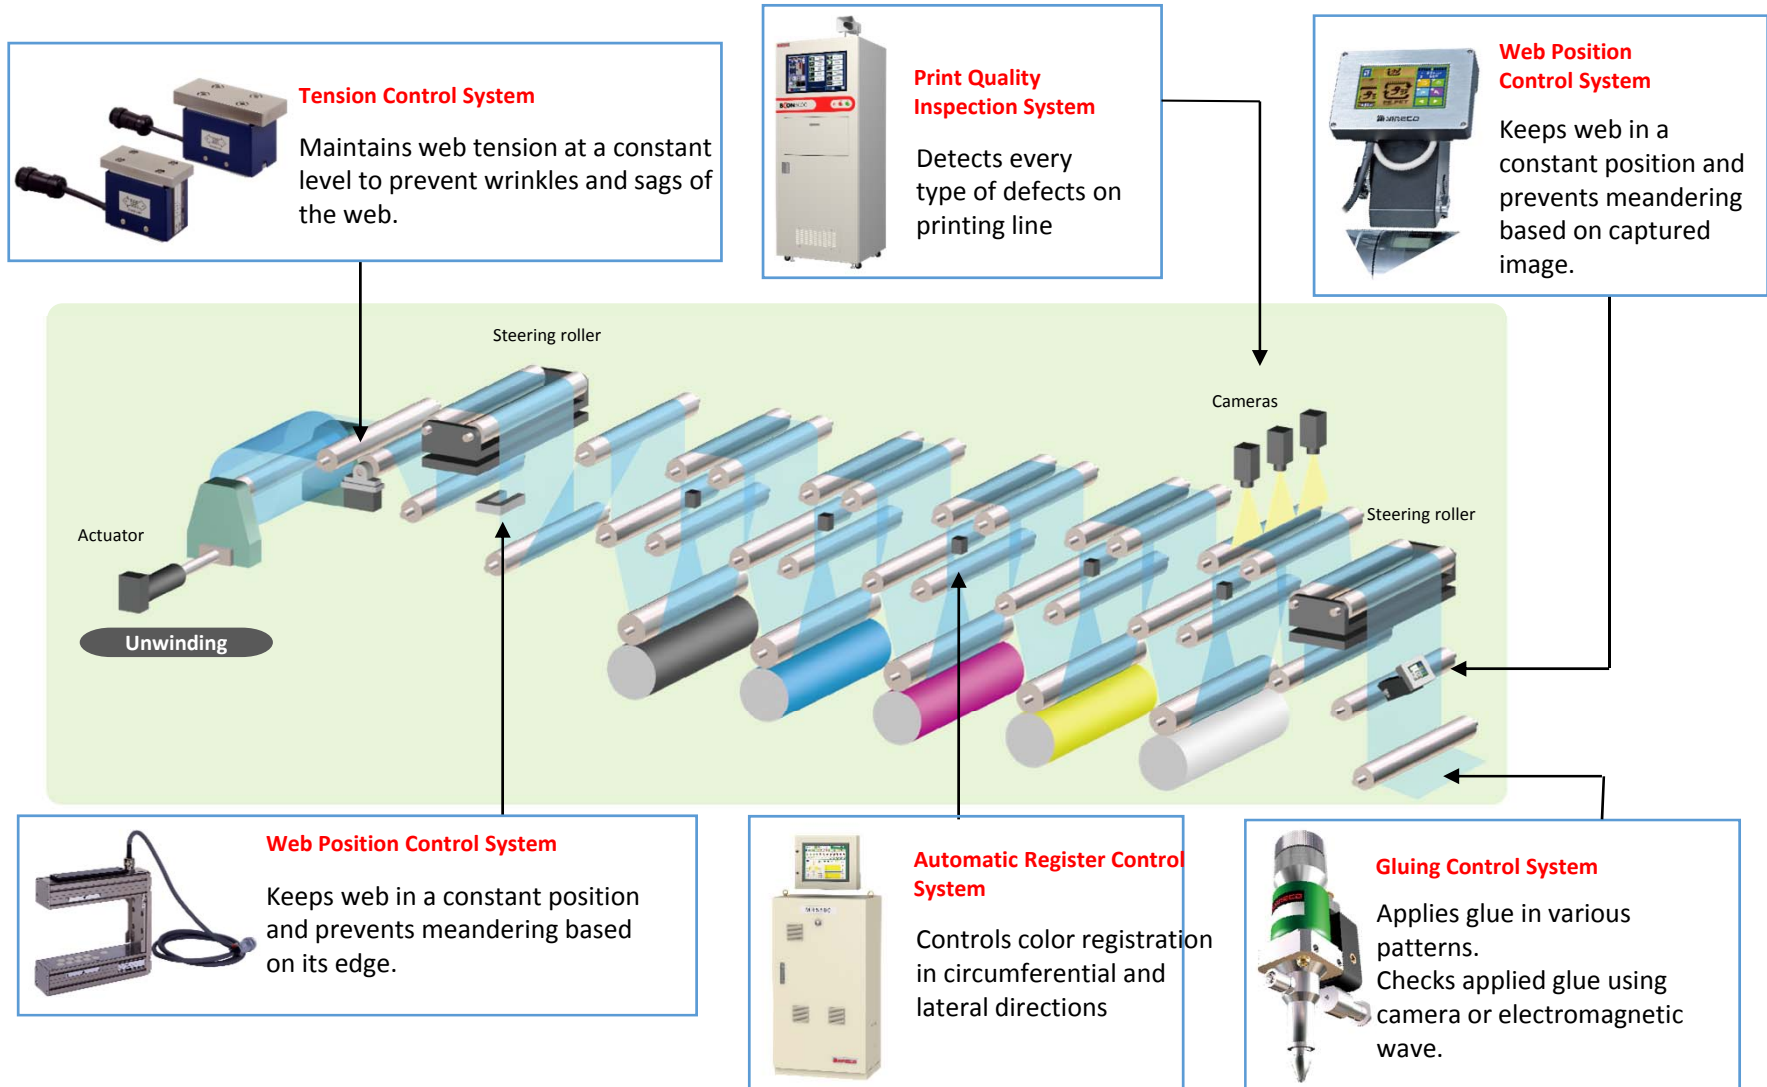 Tension Control System
Maintains web tension at a constant
level to prevent wrinkles and sags of
the web.
Print Quality
Inspection System
Detects every
type of defects on
printing line
Web Position
Control System
Keeps web in a
constant position and
prevents meandering
based on captured
image.
NIRECO
Steering roller
Cameras
Steering roller
Actuator
Unwinding
Web Position Control System
Keeps web in a constant position
and prevents meandering based
on its edge.
Automatic Register Control
System
Controls color registration
in circumferential and
lateral directions
Gluing Control System
Applies glue in various
patterns.
Checks applied glue using
camera or electromagnetic
wave.